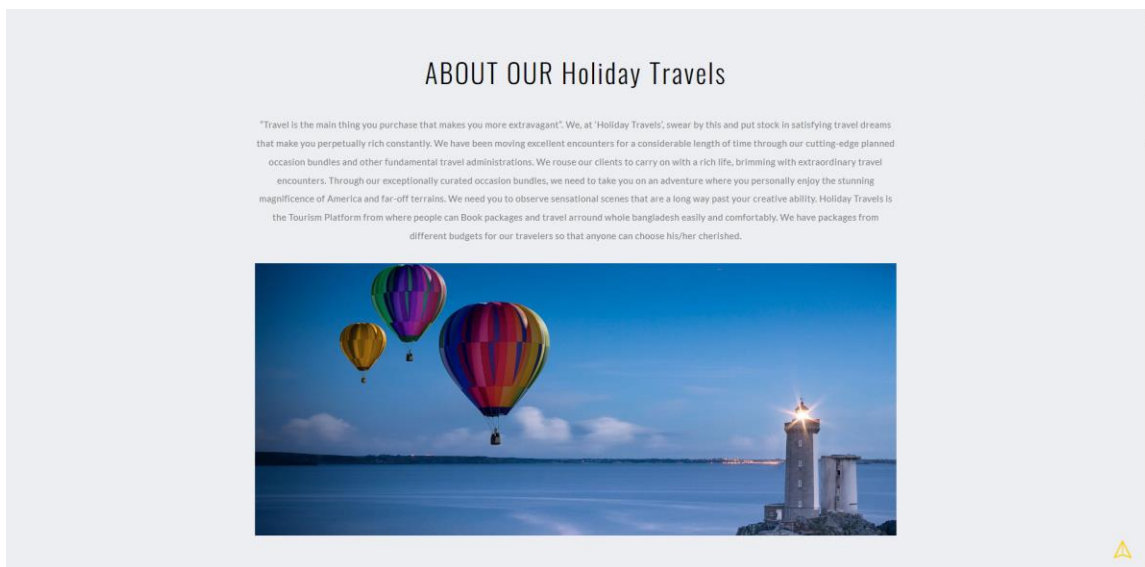 ABOUT OUR Holiday Travels
“Travel is the main thing you purchase that makes you more extravagant”. We, at ‘Holiday Travels’, swear by this and put stock in satisfying travel dreams
that make you perpetually rich constantly. We have been moving excellent encounters for a considerable length of time through our cutting-edge planned
occasion bundles and other fundamental travel administrations. We rouse our clients to carry on with a rich life, brimming with extraordinary travel
encounters. Through our exceptionally curated occasion bundles, we need to take you on an adventure where you personally enjoy the stunning
magnificence of America and far-off terrains. We need you to observe sensational scenes that are a long way past your creative ability. Holiday Travels is
the Tourism Platform from where people can Book packages and travel arround whole bangladesh easily and comfortably. We have packages from
different budgets for our travelers so that anyone can choose his/her cherished.